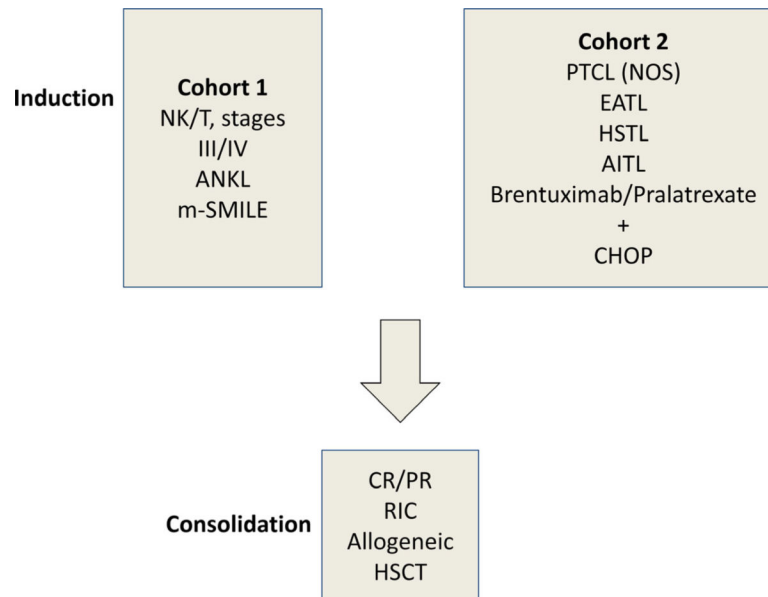 Induction
Cohort 1
NK/T, stages
III/IV
ANKL
m-SMILE
Cohort 2
PTCL (NOS)
EATL
HSTL
AITL
Brentuximab/Pralatrexate
+
CHOP
Consolidation
CR/PR
RIC
Allogeneic
HSCT